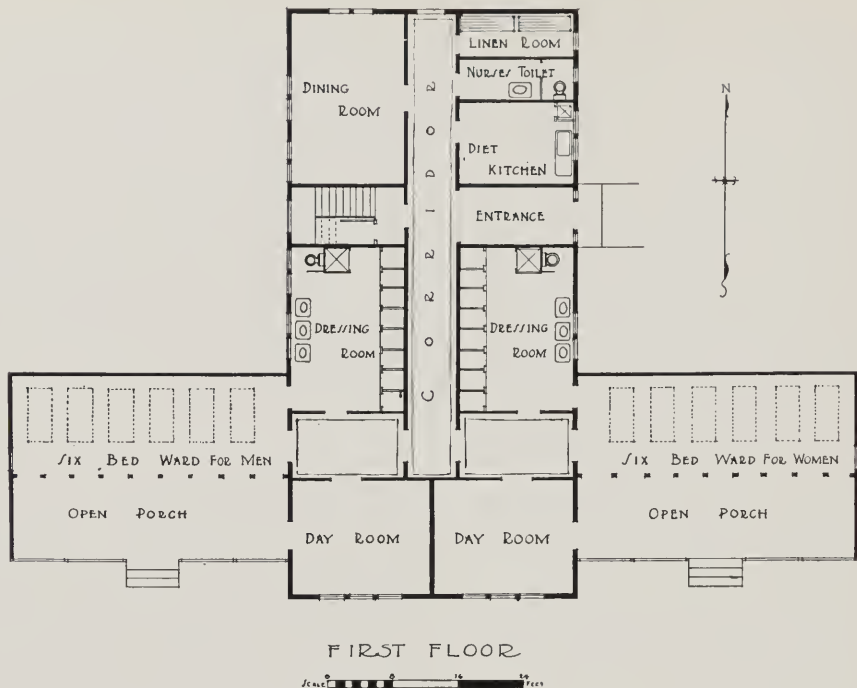 LINEN ROOM
NURSES TOILET
DINING
ROOM
DIET
KITCHEN
ENTRANCE
CORRIDOR
DRESSING
ROOM
DRESSING
ROOM
SIX BED WARD FOR MEN
SIX BED WARD FOR WOMEN
OPEN PORCH
OPEN PORCH
DAY ROOM
DAY ROOM
N
S
FIRST FLOOR
SCALE 0 8 16 24 FEET